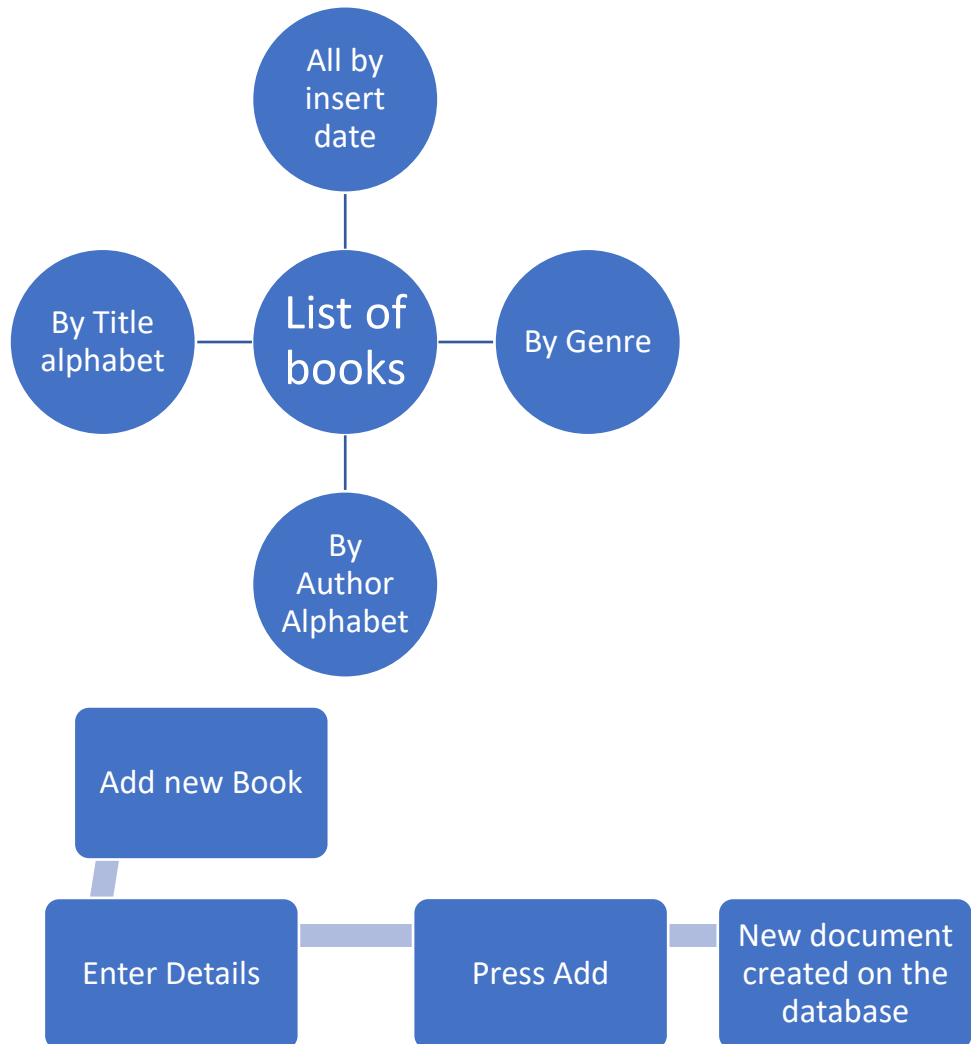 All by
insert
date
By Title
alphabet
List of
books
By Genre
By
Author
Alphabet
Add new Book
Enter Details
Press Add
New document
created on the
database